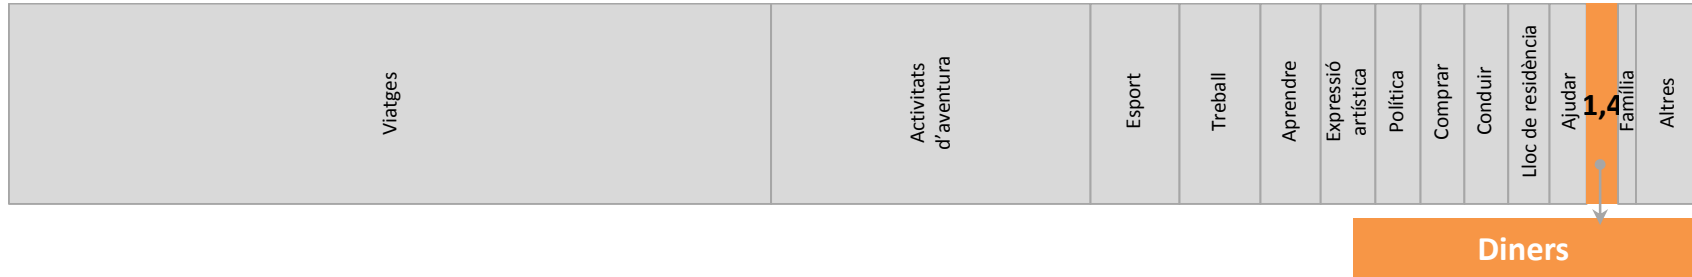 Viatges
Activitats
d'aventura
Esport
Treball
Aprendre
Expressió
artística
Política
Comprar
Conduir
Lloc de residència
Ajudar
1,4
Família
Altres
Diners